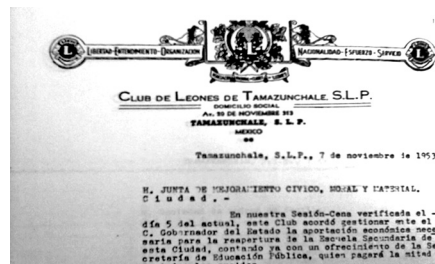 LIBERTAD-ENTENDIMIENTO-ORGANIZACION NACIONALIDAD-ESFUERZO-SERVICIO
CLUB DE LEONES DE TAMAZUNCHALE, S.L.P.
DOMICILIO SOCIAL
AV. 20 DE NOVIEMBRE 313
TAMAZUNCHALE, S. L. P.
MEXICO
Tamazunchale, S.L.P., 7 de noviembre de 1953
H. JUNTA DE MEJORAMIENTO CIVICO, MORAL Y MATERIAL.
C i u d a d . -
En nuestra Sesión-Cena verificada el -
día 5 del actual, este Club acordó gestionar ante el
C. Gobernador del Estado la aportación económica nece
saria para la reapertura de la Escuela Secundaria de
esta Ciudad, contando ya con un ofrecimiento de la Se
cretaría de Educación Pública, quien pagará la mitad